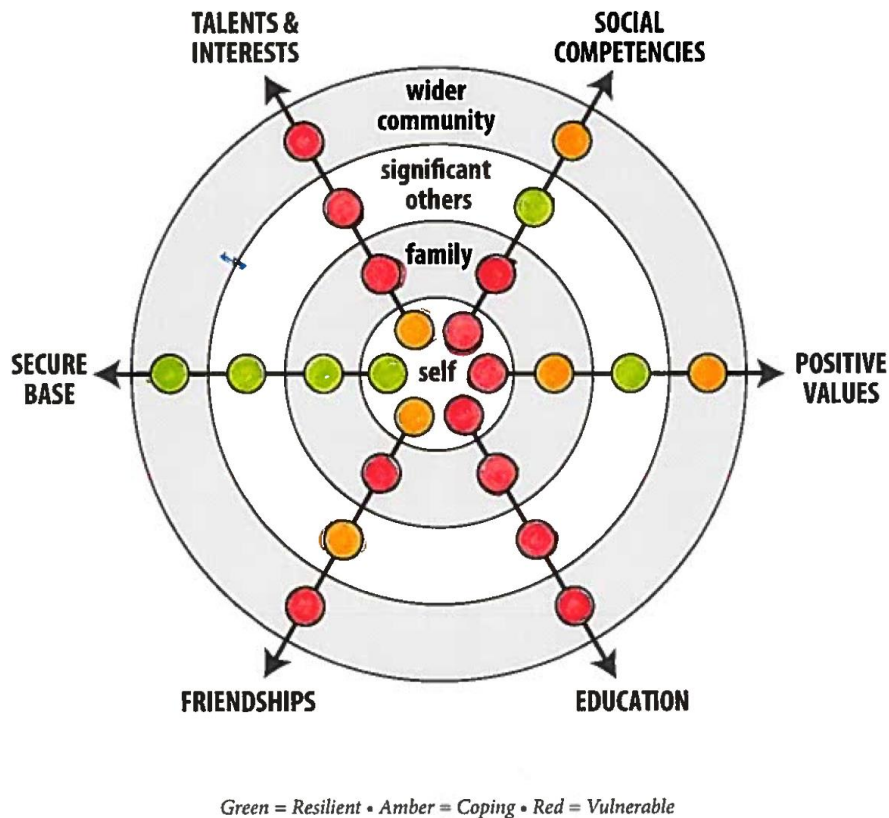 TALENTS &
INTERESTS
SOCIAL
COMPETENCIES
wider
community
significant
others
family
SECURE
BASE
self
POSITIVE
VALUES
FRIENDSHIPS
EDUCATION
Green = Resilient • Amber = Coping • Red = Vulnerable